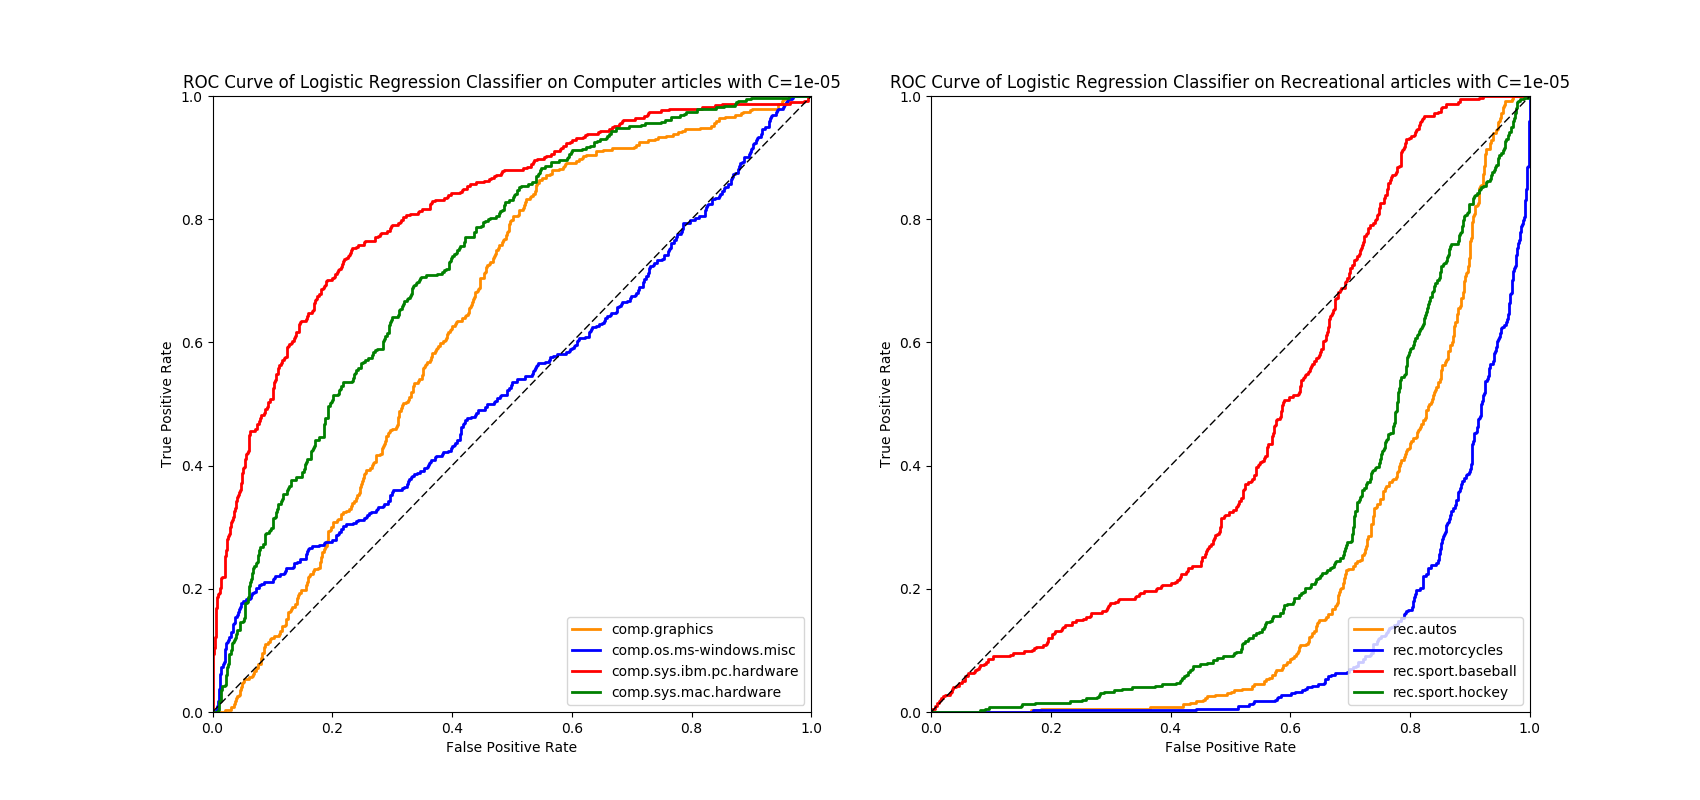 ROC Curve of Logistic Regression Classifier on Computer articles with C=1e-05
1.0
0.8
0.6
0.4
0.2
0.0
True Positive Rate
0.0 0.2 0.4 0.6 0.8 1.0
False Positive Rate
comp.graphics
comp.os.ms-windows.misc
comp.sys.ibm.pc.hardware
comp.sys.mac.hardware
ROC Curve of Logistic Regression Classifier on Recreational articles with C=1e-05
1.0
0.8
0.6
0.4
0.2
0.0
True Positive Rate
0.0 0.2 0.4 0.6 0.8 1.0
False Positive Rate
rec.autos
rec.motorcycles
rec.sport.baseball
rec.sport.hockey